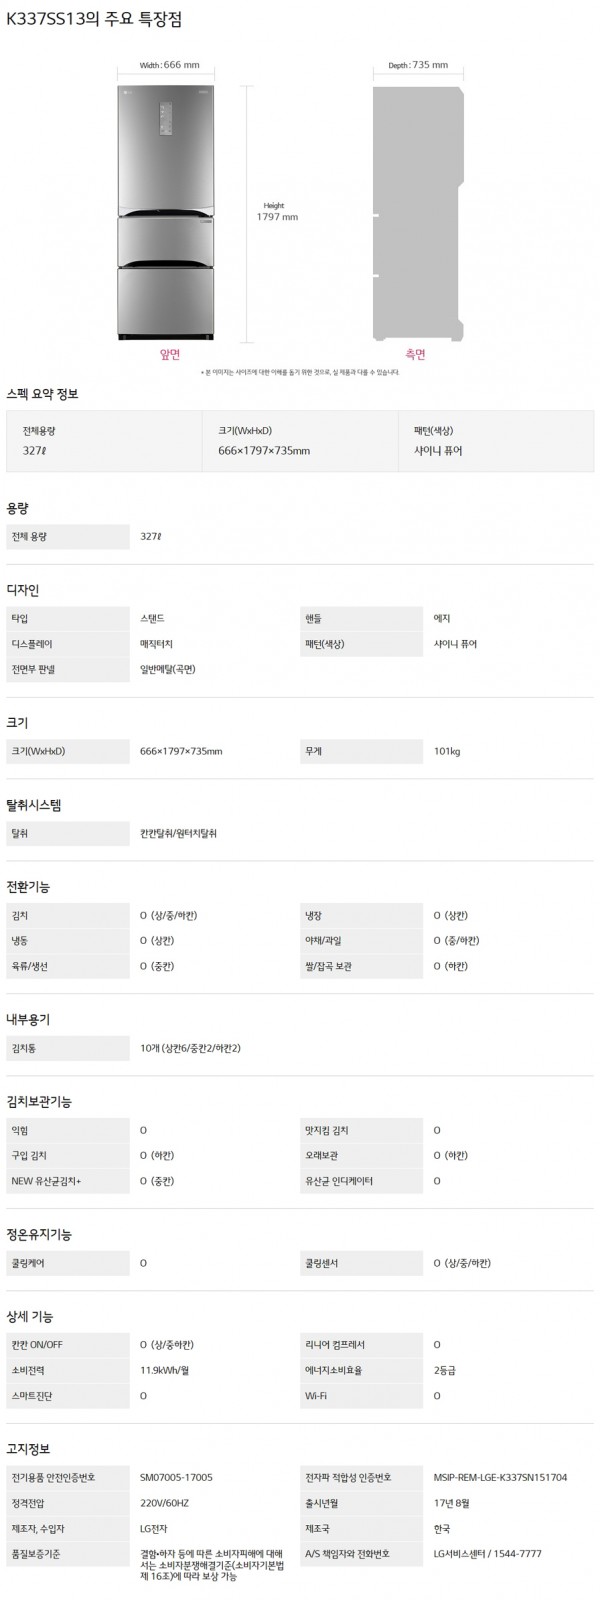 K337SS13의 주요 특장점
Width : 666 mm
Depth : 735 mm
Height
1797 mm
앞면
측면
* 본 이미지는 사이즈에 대한 이해를 돕기 위한 것으로, 실 제품과 다를 수 있습니다.
스펙 요약 정보
전체용량 크기(WxHxD) 패턴(색상)
327ℓ 666×1797×735mm 샤이니 퓨어
용량
전체 용량 327ℓ
디자인
타입 스탠드 핸들 에지
디스플레이 매직터치 패턴(색상) 샤이니 퓨어
전면부 판넬 일반메탈(곡면)
크기
크기(WxHxD) 666×1797×735mm 무게 101kg
탈취시스템
탈취 칸칸탈취/원터치탈취
전환기능
김치 O (상/중/하칸) 냉장 O (상칸)
냉동 O (상칸) 야채/과일 O (중/하칸)
육류/생선 O (중칸) 쌀/잡곡 보관 O (하칸)
내부용기
김치통 10개 (상칸6/중칸2/하칸2)
김치보관기능
익힘 O 맛지킴 김치 O
구입 김치 O (하칸) 오래보관 O (하칸)
NEW 유산균김치+ O (중칸) 유산균 인디케이터 O
정온유지기능
쿨링케어 O 쿨링센서 O (상/중/하칸)
상세 기능
칸칸 ON/OFF O (상/중하칸) 리니어 컴프레서 O
소비전력 11.9kWh/월 에너지소비효율 2등급
스마트진단 O Wi-Fi O
고지정보
전기용품 안전인증번호 SM07005-17005 전자파 적합성 인증번호 MSIP-REM-LGE-K337SN151704
정격전압 220V/60HZ 출시년월 17년 8월
제조자, 수입자 LG전자 제조국 한국
품질보증기준 결함•하자 등에 따른 소비자피해에 대해 A/S 책임자와 전화번호 LG서비스센터 / 1544-7777
서는 소비자분쟁해결기준(소비자기본법
제 16조)에 따라 보상 가능